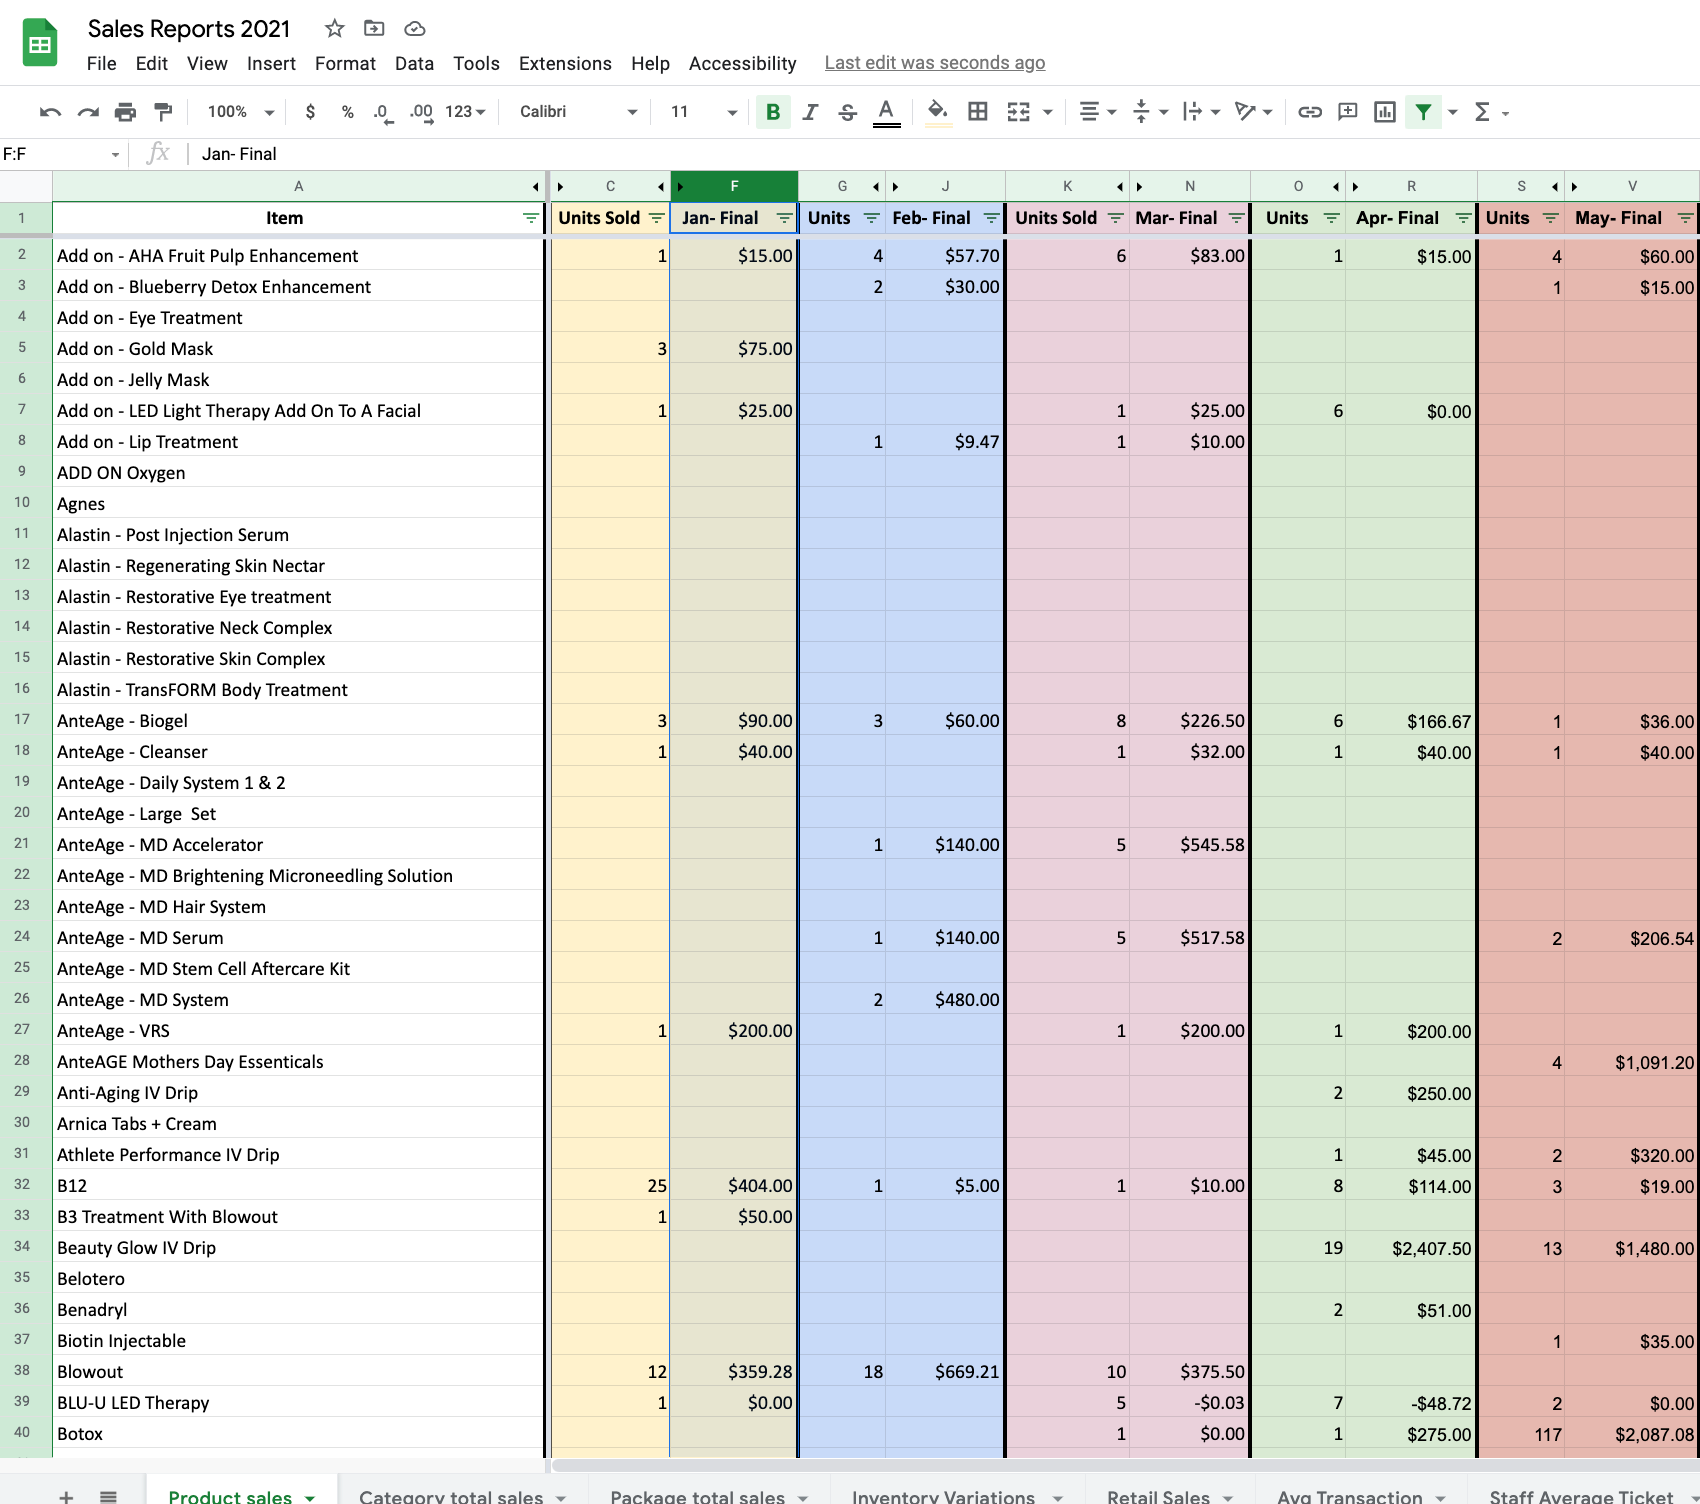 Sales Reports 2021
File Edit View Insert Format Data Tools Extensions Help Accessibility Last edit was seconds ago
100% $ % .0 .00 123 Calibri 11 B I S A Σ
F:F fx Jan- Final
A C F G J K N O R S V
1 Item Units Sold Jan- Final Units Feb- Final Units Sold Mar- Final Units Apr- Final Units May- Final
2 Add on - AHA Fruit Pulp Enhancement 1 $15.00 4 $57.70 6 $83.00 1 $15.00 4 $60.00
3 Add on - Blueberry Detox Enhancement 2 $30.00 1 $15.00
4 Add on - Eye Treatment
5 Add on - Gold Mask 3 $75.00
6 Add on - Jelly Mask
7 Add on - LED Light Therapy Add On To A Facial 1 $25.00 1 $25.00 6 $0.00
8 Add on - Lip Treatment 1 $9.47 1 $10.00
9 ADD ON Oxygen
10 Agnes
11 Alastin - Post Injection Serum
12 Alastin - Regenerating Skin Nectar
13 Alastin - Restorative Eye treatment
14 Alastin - Restorative Neck Complex
15 Alastin - Restorative Skin Complex
16 Alastin - TransFORM Body Treatment
17 AnteAge - Biogel 3 $90.00 3 $60.00 8 $226.50 6 $166.67 1 $36.00
18 AnteAge - Cleanser 1 $40.00 1 $32.00 1 $40.00 1 $40.00
19 AnteAge - Daily System 1 & 2
20 AnteAge - Large  Set
21 AnteAge - MD Accelerator 1 $140.00 5 $545.58
22 AnteAge - MD Brightening Microneedling Solution
23 AnteAge - MD Hair System
24 AnteAge - MD Serum 1 $140.00 5 $517.58 2 $206.54
25 AnteAge - MD Stem Cell Aftercare Kit
26 AnteAge - MD System 2 $480.00
27 AnteAge - VRS 1 $200.00 1 $200.00 1 $200.00
28 AnteAGE Mothers Day Essenticals 4 $1,091.20
29 Anti-Aging IV Drip 2 $250.00
30 Arnica Tabs + Cream
31 Athlete Performance IV Drip 1 $45.00 2 $320.00
32 B12 25 $404.00 1 $5.00 1 $10.00 8 $114.00 3 $19.00
33 B3 Treatment With Blowout 1 $50.00
34 Beauty Glow IV Drip 19 $2,407.50 13 $1,480.00
35 Belotero
36 Benadryl 2 $51.00
37 Biotin Injectable 1 $35.00
38 Blowout 12 $359.28 18 $669.21 10 $375.50
39 BLU-U LED Therapy 1 $0.00 5 -$0.03 7 -$48.72 2 $0.00
40 Botox 1 $0.00 1 $275.00 117 $2,087.08
+ Product sales Category total sales Package total sales Inventory Variations Retail Sales Avg Transaction Staff Average Ticket